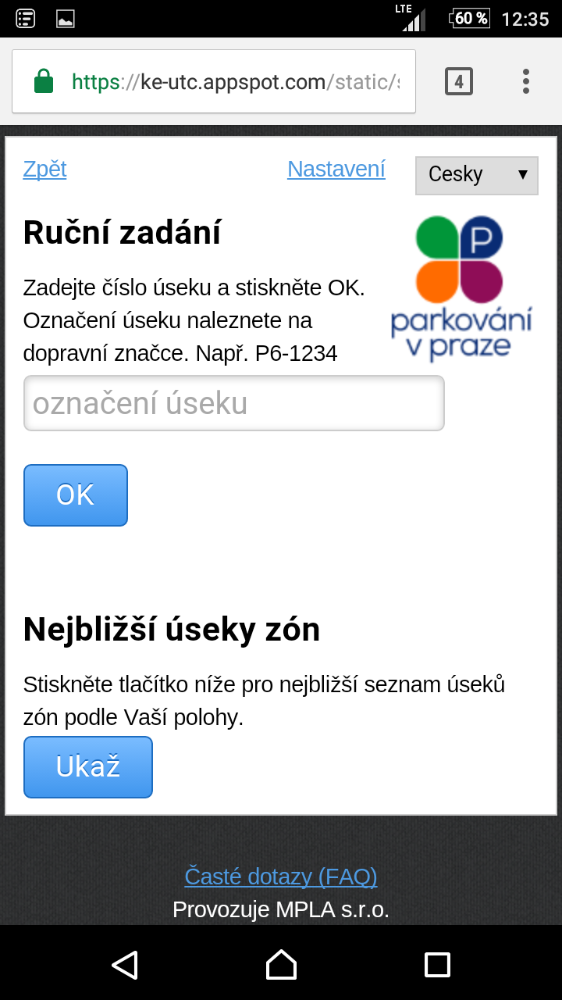 LTE 60 % 12:35
https://ke-utc.appspot.com/static/s 4
Zpět Nastavení Cesky
Ruční zadání
P
parkování
v praze
Zadejte číslo úseku a stiskněte OK.
Označení úseku naleznete na
dopravní značce. Např. P6-1234
označení úseku
OK
Nejbližší úseky zón
Stiskněte tlačítko níže pro nejbližší seznam úseků
zón podle Vaší polohy.
Ukaž
Časté dotazy (FAQ)
Provozuje MPLA s.r.o.